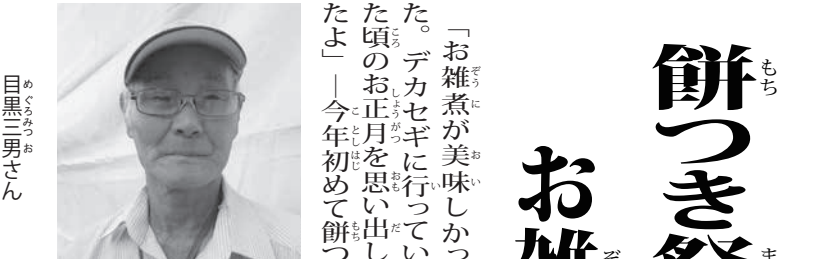 餅つき祭
お雑
「お雑煮が美味しかっ
た。デカセギに行ってい
た頃のお正月を思い出し
たよ」―今年初めて餅つ
目黒三男さん